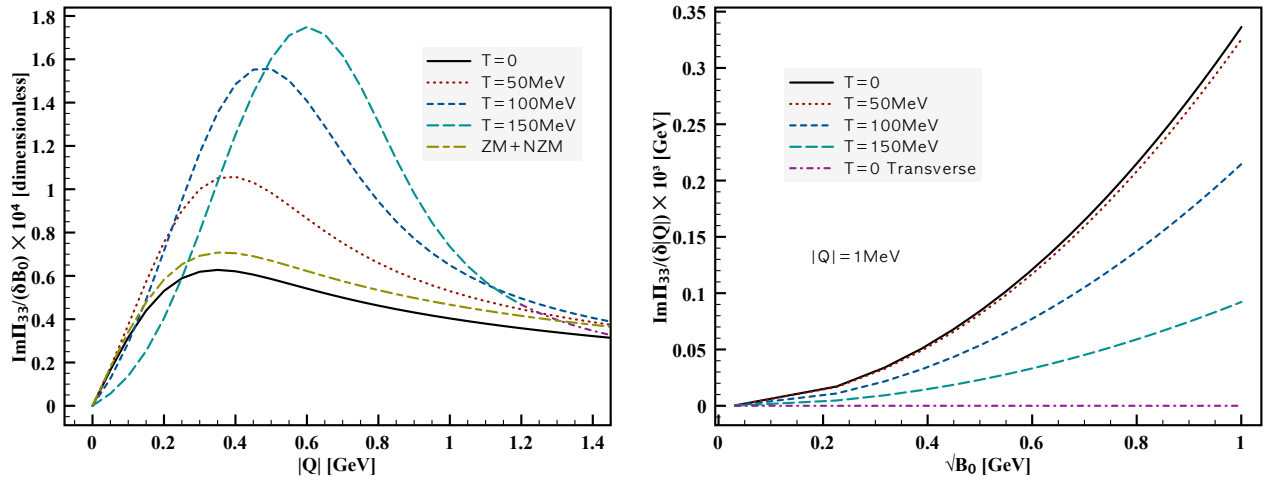 1.8
1.6
1.4
1.2
1
0.8
0.6
0.4
0.2
0
ImΠ₃₃/(δB₀) × 10⁴ [dimensionless]
T=0
T=50MeV
T=100MeV
T=150MeV
ZM+NZM
0 0.2 0.4 0.6 0.8 1 1.2 1.4
|Q| [GeV]
0.35
0.3
0.25
0.2
0.15
0.1
0.05
0
ImΠ₃₃/(δ|Q|) × 10³ [GeV]
T=0
T=50MeV
T=100MeV
T=150MeV
T=0 Transverse
|Q|=1MeV
0 0.2 0.4 0.6 0.8 1
√B₀ [GeV]